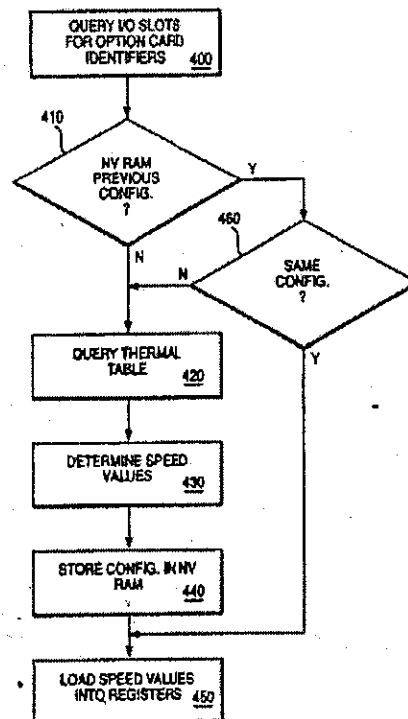 QUERY I/O SLOTS
FOR OPTION CARD
IDENTIFIERS 400
410
NV RAM
PREVIOUS
CONFIG.
?
Y
N
460
SAME
CONFIG.
?
N
Y
QUERY THERMAL
TABLE
420
DETERMINE SPEED
VALUES
430
STORE CONFIG. IN NV
RAM
440
LOAD SPEED VALUES
INTO REGISTERS 450